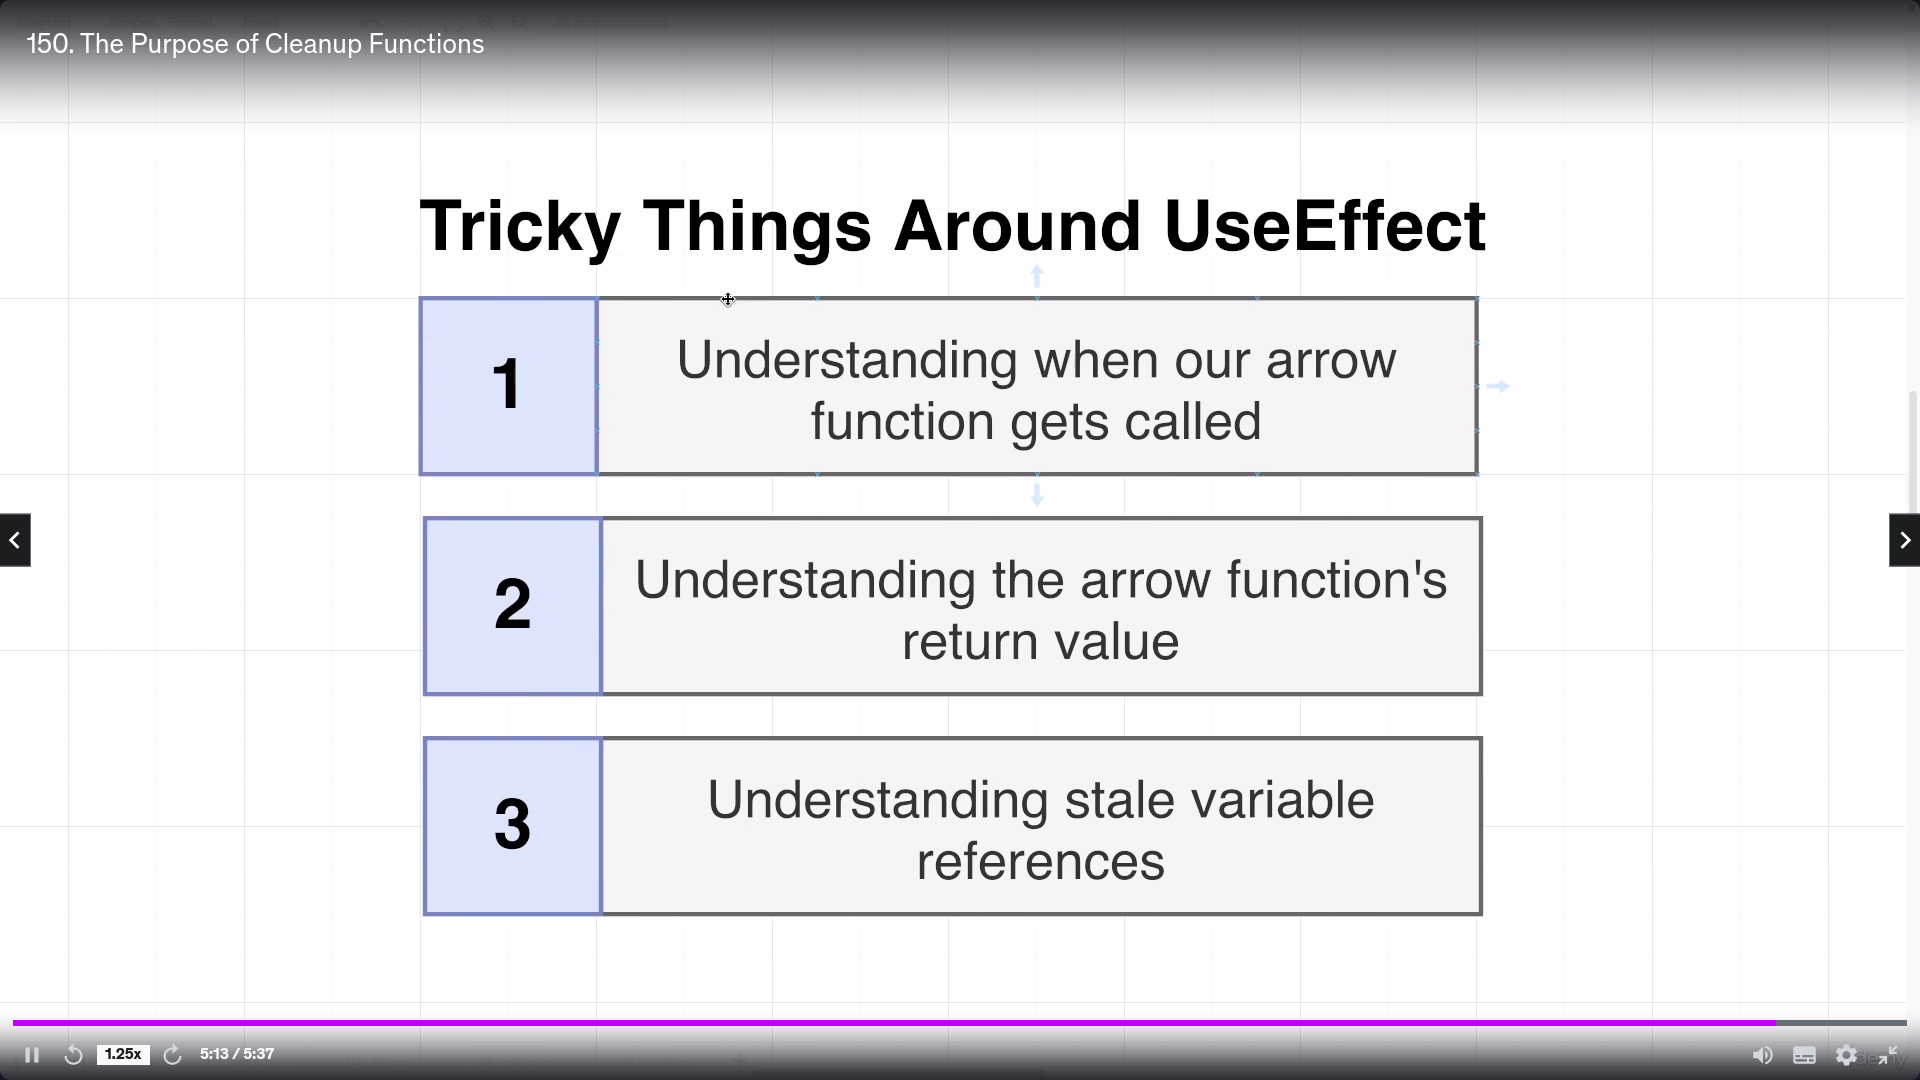 150. The Purpose of Cleanup Functions
Tricky Things Around UseEffect
1
Understanding when our arrow
function gets called
2
Understanding the arrow function's
return value
3
Understanding stale variable
references
1.25x
5:13 / 5:37